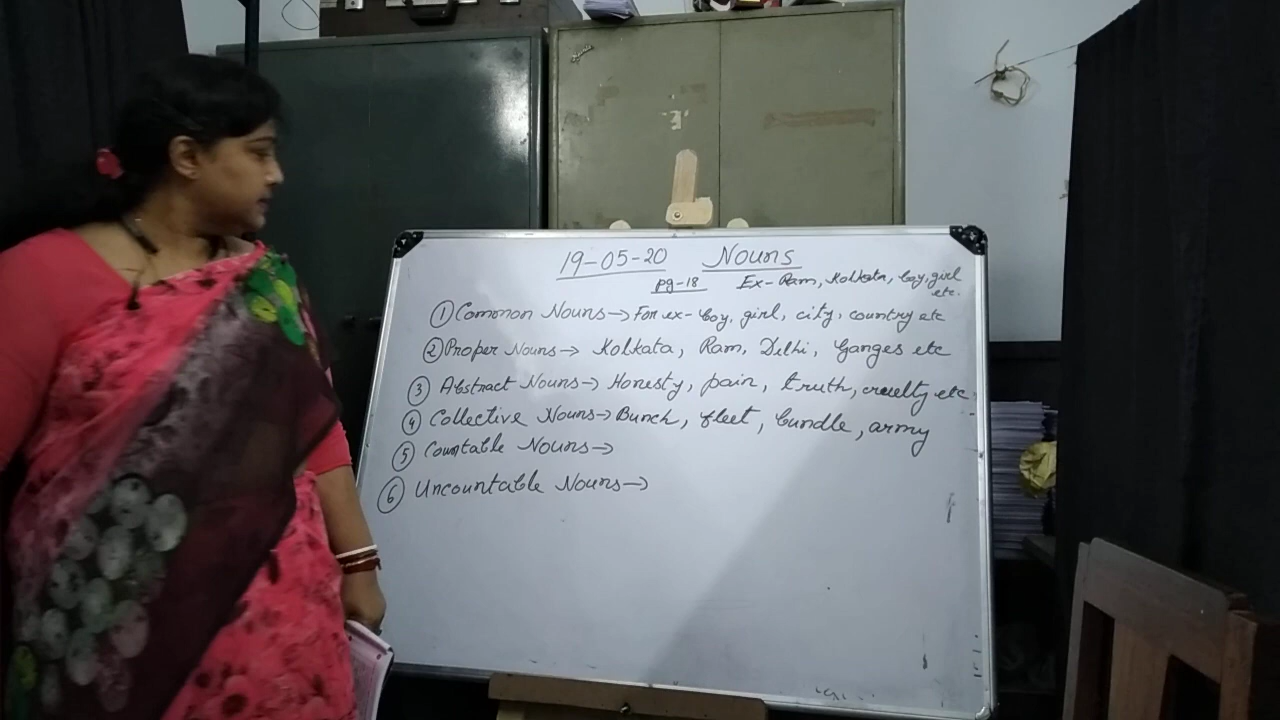 19-05-20 Nouns
pg-18 Ex- Ram, Kolkata, boy, girl
etc.
① Common Nouns → For ex- boy, girl, city, country etc
② Proper Nouns → Kolkata, Ram, Delhi, Ganges etc
③ Abstract Nouns → Honesty, pain, truth, cruelty etc
④ Collective Nouns → Bunch, fleet, bundle, army
⑤ Countable Nouns →
⑥ Uncountable Nouns →